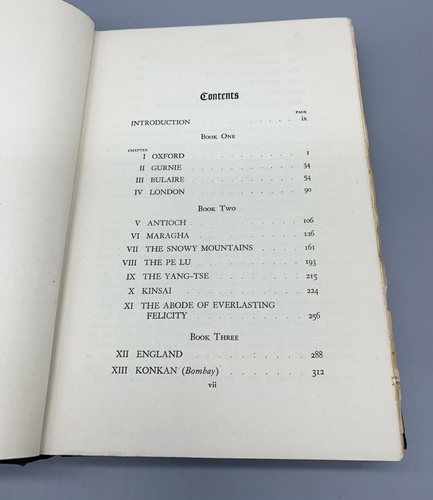 Contents
PAGE
INTRODUCTION ix
BOOK ONE
CHAPTER
I OXFORD 1
II GURNIE 34
III BULAIRE 54
IV LONDON 90
BOOK TWO
V ANTIOCH 106
VI MARAGHA 126
VII THE SNOWY MOUNTAINS 161
VIII THE PE LU 193
IX THE YANG-TSE 215
X KINSAI 224
XI THE ABODE OF EVERLASTING
FELICITY 256
BOOK THREE
XII ENGLAND 288
XIII KONKAN (Bombay) 312
vii